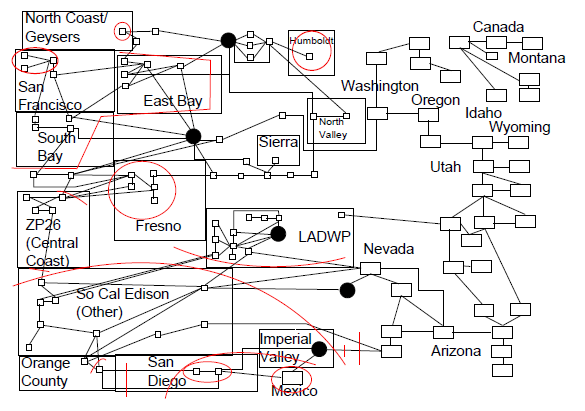 North Coast/
Geysers
Humboldt
Canada
Montana
Washington
San
Francisco
East Bay
Oregon
Idaho
North
Valley
Wyoming
South
Bay
Sierra
Utah
ZP26
(Central
Coast)
Fresno
LADWP
Nevada
So Cal Edison
(Other)
Imperial
Valley
Arizona
Orange
County
San
Diego
Mexico